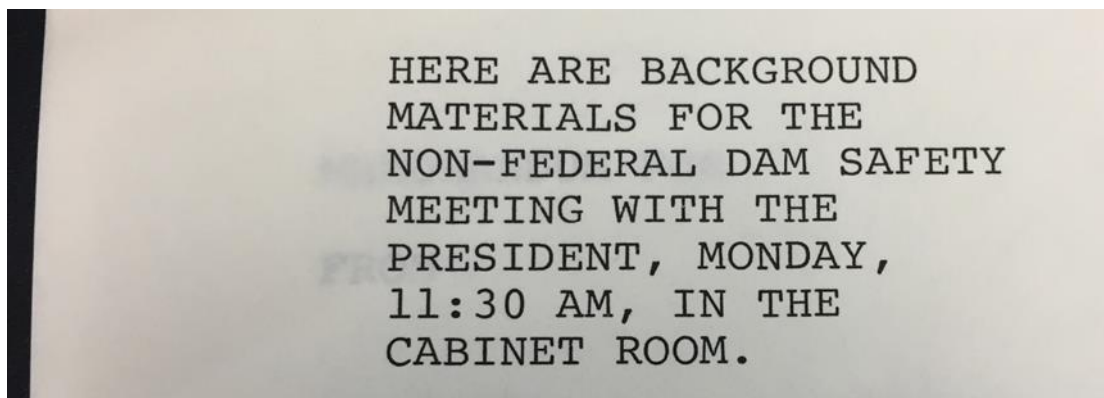 HERE ARE BACKGROUND
MATERIALS FOR THE
NON-FEDERAL DAM SAFETY
MEETING WITH THE
PRESIDENT, MONDAY,
11:30 AM, IN THE
CABINET ROOM.